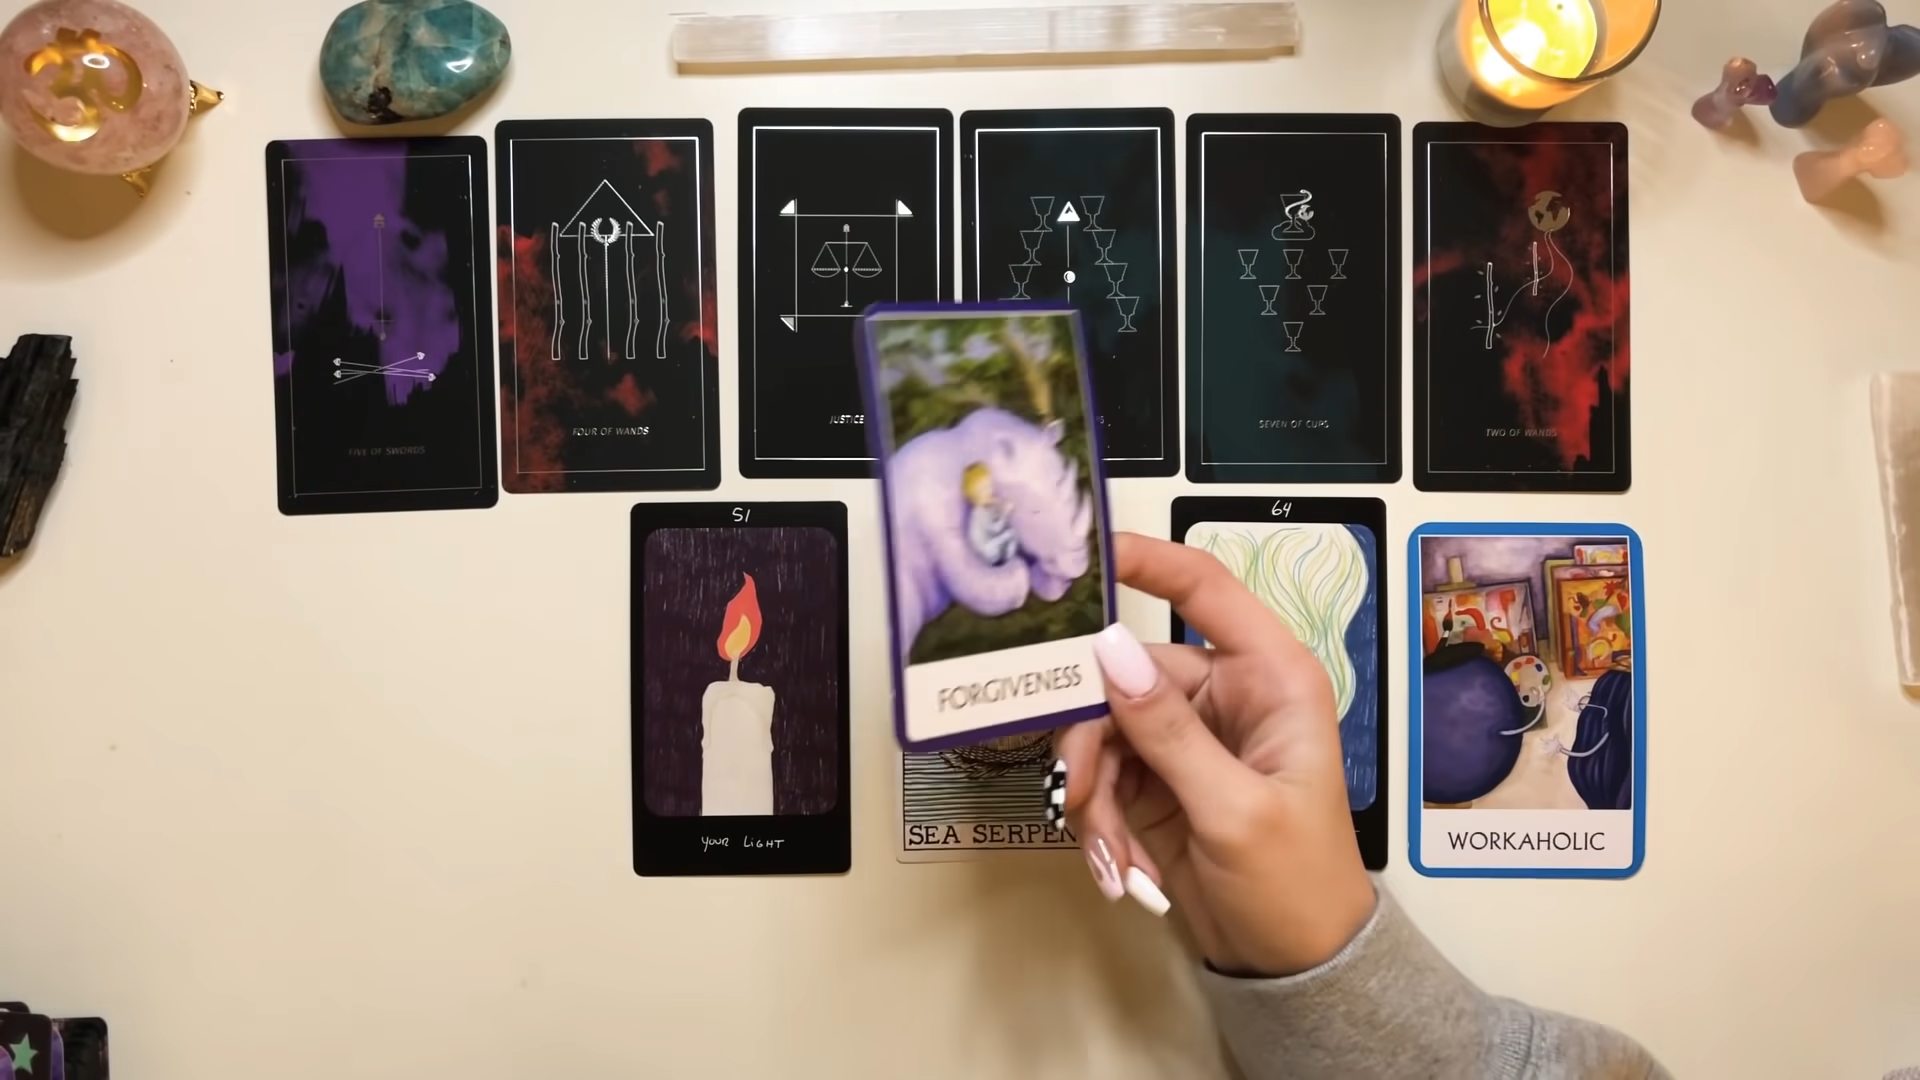 FIVE OF SWORDS
FOUR OF WANDS
JUSTICE
SEVEN OF CUPS
TWO OF WANDS
51
YOUR LIGHT
FORGIVENESS
SEA SERPEN
64
WORKAHOLIC